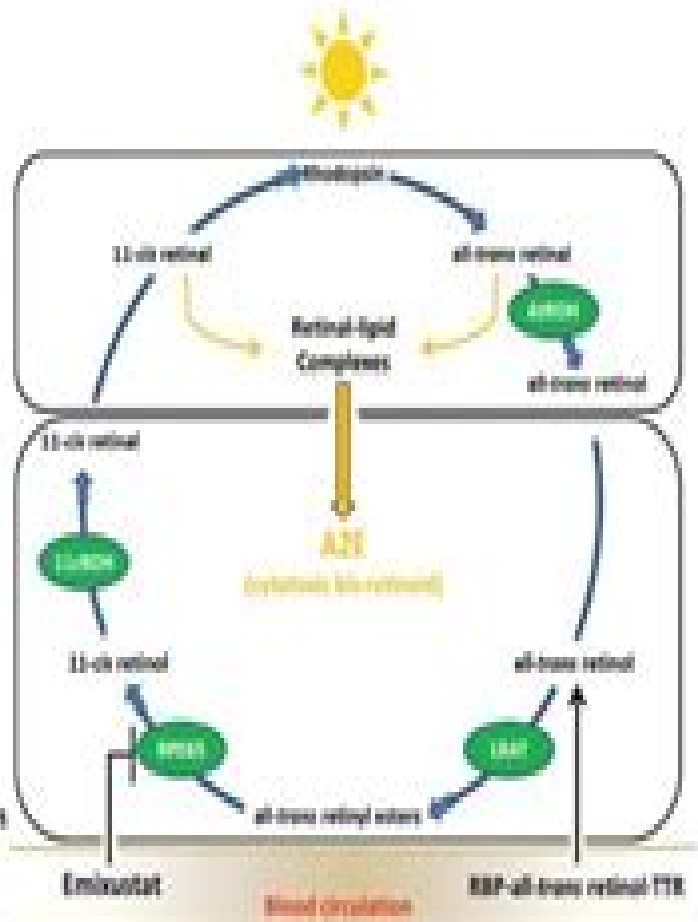 Rhodopsin
11-cis retinal
all-trans retinal
Retinal-lipid
Complexes
all-trans retinol
11-cis retinal
A2E
(cytotoxic bis-retinoid)
11-cis retinol
all-trans retinol
RPE65
LRAT
all-trans retinyl esters
Emixustat
RBP-all-trans retinol-TTR
Blood circulation